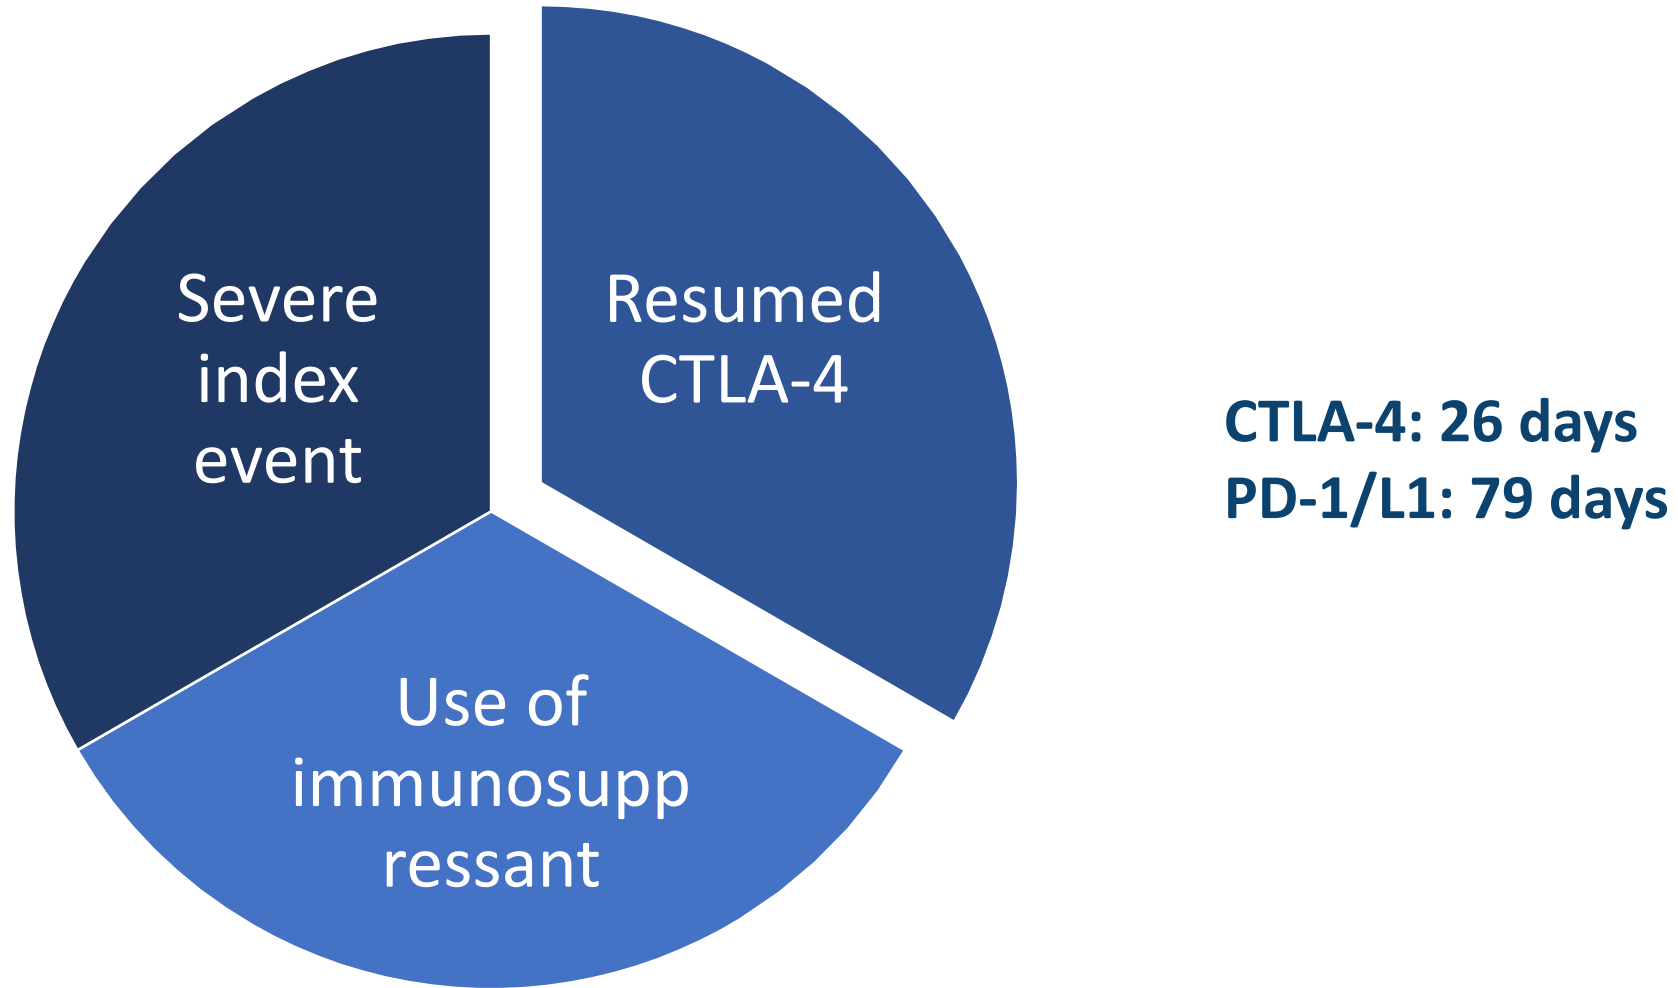 Severe
index
event
Resumed
CTLA-4
Use of
immunosupp
ressant
CTLA-4: 26 days
PD-1/L1: 79 days